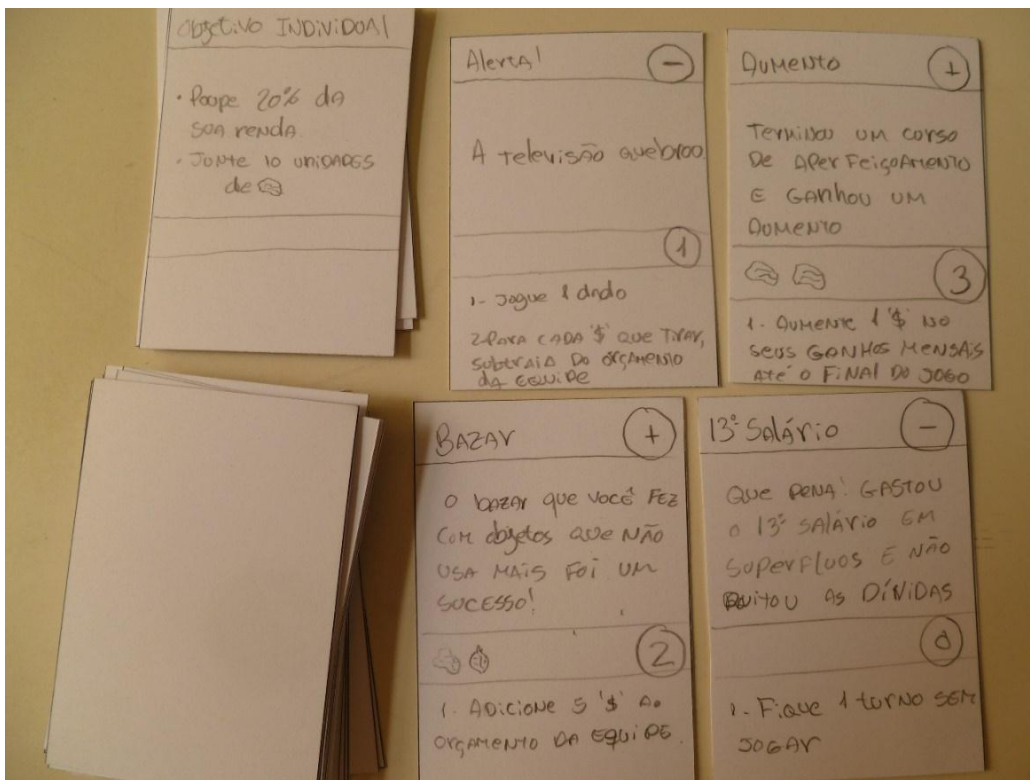 Objetivo INDIVIDUAl
• Poupe 20% da
sua renda
• Junte 10 unidades
de
Alerta!
-
A televisão quebrou
1
1- Jogue 1 dado
2-Para cada '$' que tirar,
subtraia do orçamento
da equipe
Aumento
+
Terminou um curso
de aperfeiçoamento
e ganhou um
aumento
3
1. Aumente 1 '$' no
seus ganhos mensais
até o final do jogo
Bazar
+
O bazar que você fez
com objetos que não
usa mais foi um
sucesso!
2
1. Adicione 5 '$' ao
orçamento da equipe.
13º Salário
-
Que pena! Gastou
o 13º salário em
superfluos e não
quitou as dívidas
0
1. Fique 1 turno sem
jogar